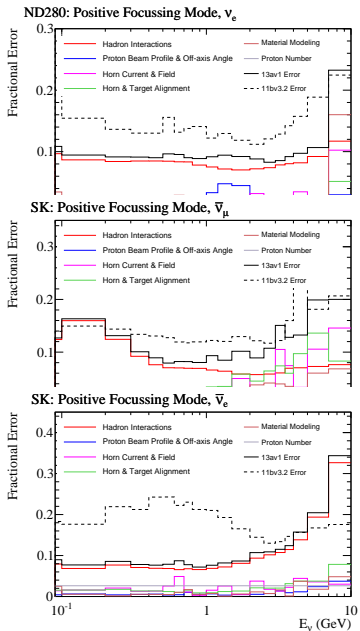 ND280: Positive Focussing Mode, ν_e
Fractional Error
0.3
0.2
0.1
Hadron Interactions
Proton Beam Profile & Off-axis Angle
Horn Current & Field
Horn & Target Alignment
Material Modeling
Proton Number
13av1 Error
11bv3.2 Error
SK: Positive Focussing Mode, ν̄_μ
Fractional Error
0.3
0.2
0.1
Hadron Interactions
Proton Beam Profile & Off-axis Angle
Horn Current & Field
Horn & Target Alignment
Material Modeling
Proton Number
13av1 Error
11bv3.2 Error
SK: Positive Focussing Mode, ν̄_e
Fractional Error
0.4
0.3
0.2
0.1
0
Hadron Interactions
Proton Beam Profile & Off-axis Angle
Horn Current & Field
Horn & Target Alignment
Material Modeling
Proton Number
13av1 Error
11bv3.2 Error
10⁻¹ 1 10
E_ν (GeV)